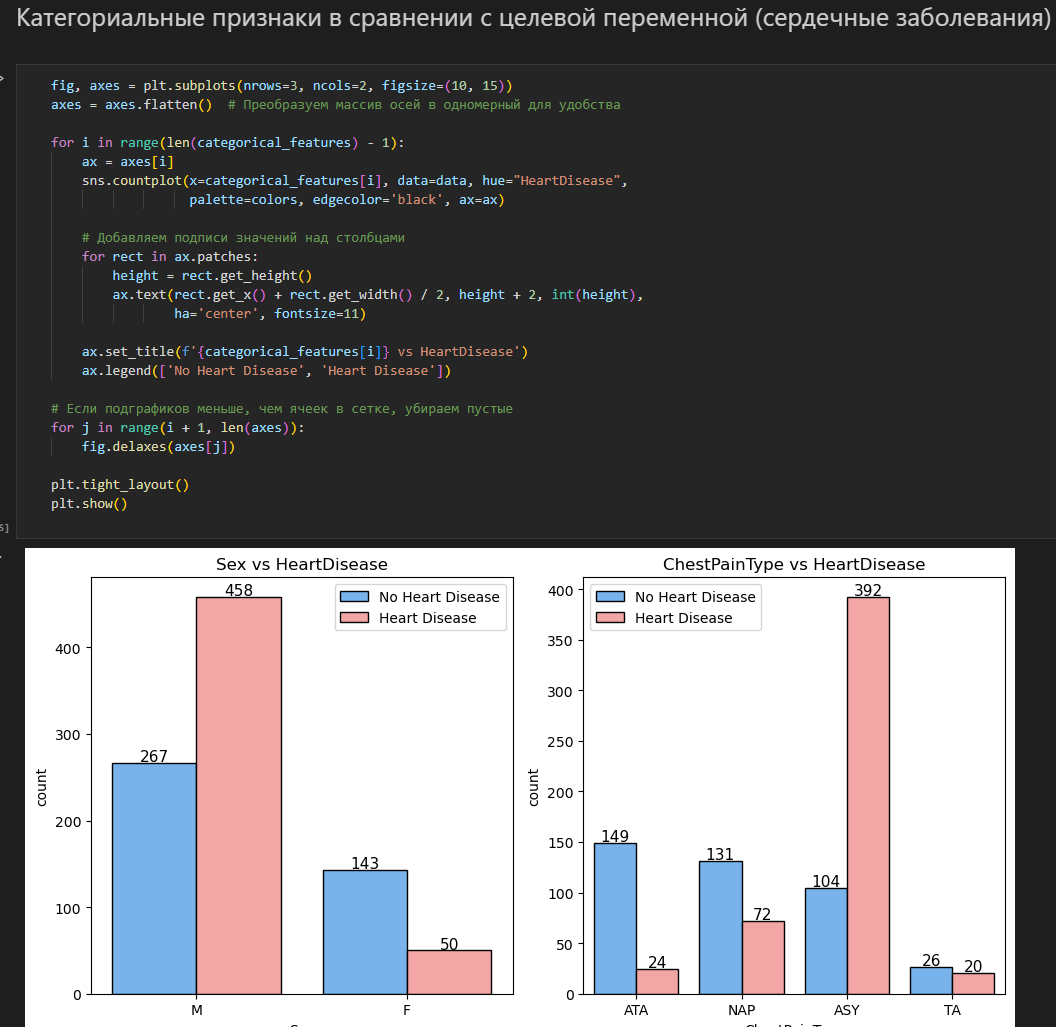 Категориальные признаки в сравнении с целевой переменной (сердечные заболевания)
fig, axes = plt.subplots(nrows=3, ncols=2, figsize=(10, 15))
axes = axes.flatten()  # Преобразуем массив осей в одномерный для удобства
for i in range(len(categorical_features) - 1):
    ax = axes[i]
    sns.countplot(x=categorical_features[i], data=data, hue="HeartDisease",
                  palette=colors, edgecolor='black', ax=ax)
    # Добавляем подписи значений над столбцами
    for rect in ax.patches:
        height = rect.get_height()
        ax.text(rect.get_x() + rect.get_width() / 2, height + 2, int(height),
                ha='center', fontsize=11)
    ax.set_title(f'{categorical_features[i]} vs HeartDisease')
    ax.legend(['No Heart Disease', 'Heart Disease'])
# Если подграфиков меньше, чем ячеек в сетке, убираем пустые
for j in range(i + 1, len(axes)):
    fig.delaxes(axes[j])
plt.tight_layout()
plt.show()
5]
Sex vs HeartDisease
458
No Heart Disease
Heart Disease
400
300
267
count
200
143
100
50
0
M F
ChestPainType vs HeartDisease
400
392
No Heart Disease
Heart Disease
350
300
250
count
200
150
149
131
104
100
72
50
24
26
20
0
ATA NAP ASY TA